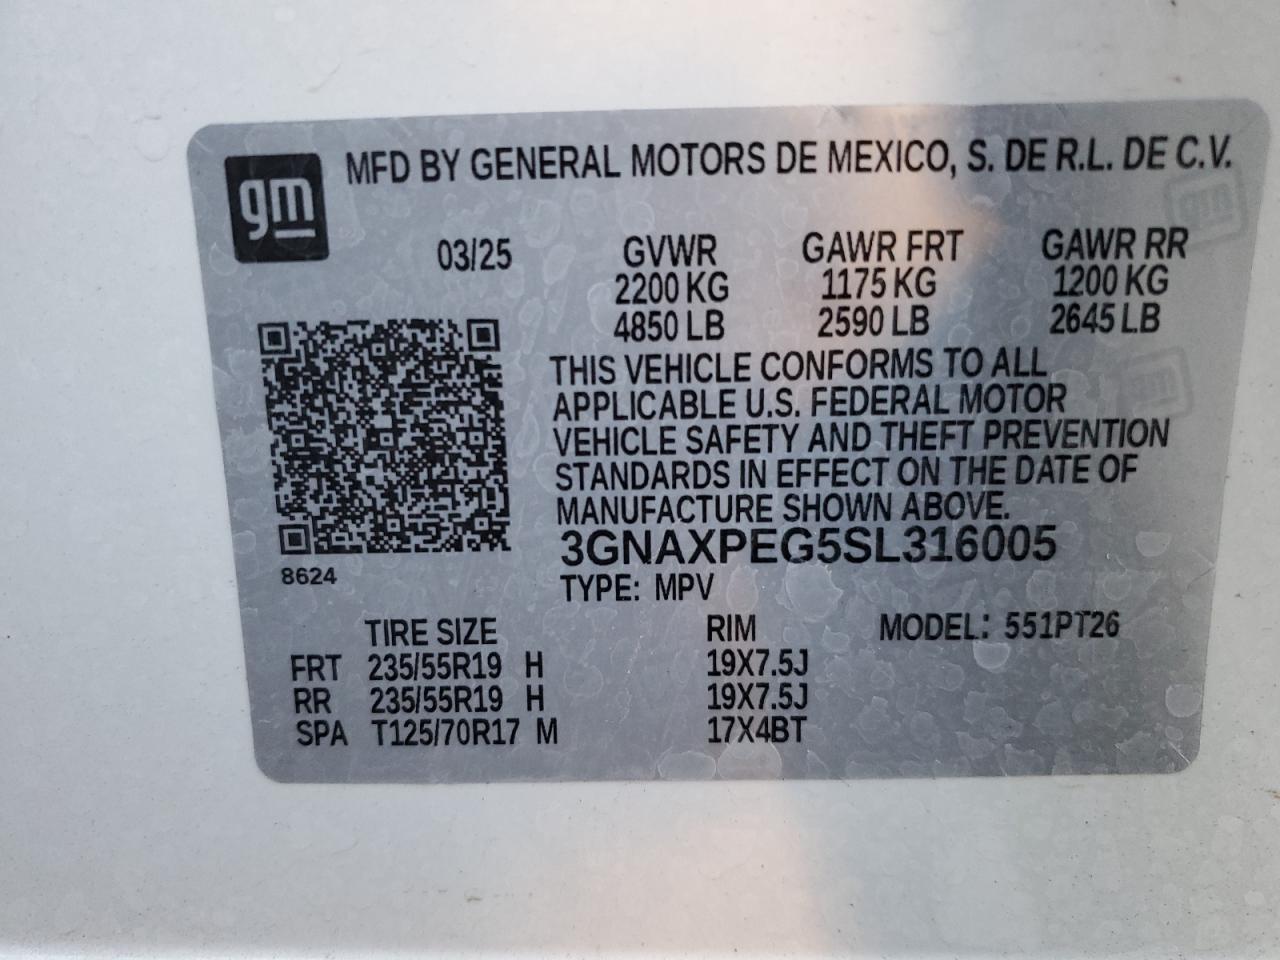 gm MFD BY GENERAL MOTORS DE MEXICO, S. DE R.L. DE C.V.
03/25 GVWR GAWR FRT GAWR RR
2200 KG 1175 KG 1200 KG
4850 LB 2590 LB 2645 LB
THIS VEHICLE CONFORMS TO ALL
APPLICABLE U.S. FEDERAL MOTOR
VEHICLE SAFETY AND THEFT PREVENTION
STANDARDS IN EFFECT ON THE DATE OF
MANUFACTURE SHOWN ABOVE.
3GNAXPEG5SL316005
8624 TYPE: MPV
TIRE SIZE RIM MODEL: 551PT26
FRT 235/55R19 H 19X7.5J
RR 235/55R19 H 19X7.5J
SPA T125/70R17 M 17X4BT